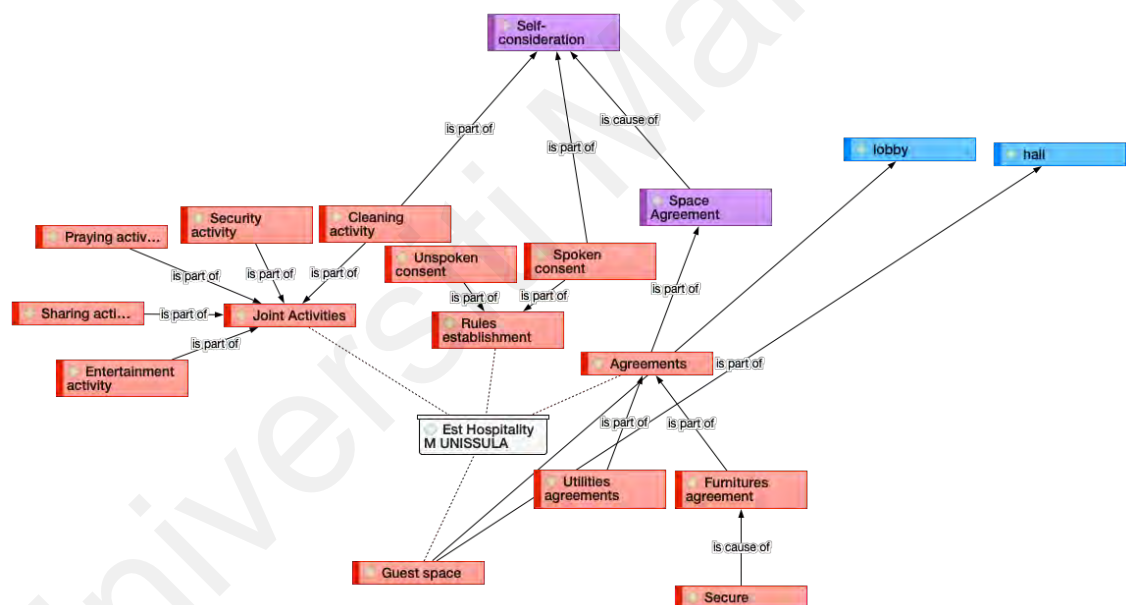 Self-
consideration
is part of
is cause of
is part of
lobby
hall
Space
Agreement
Security
activity
Cleaning
activity
Praying activ...
Unspoken
consent
Spoken
consent
is part of
is part of
is part of
is part of
is part of
is part of
Sharing acti...
is part of
Joint Activities
Rules
establishment
is part of
Entertainment
activity
Agreements
is part of
Est Hospitality
M UNISSULA
is part of
is part of
Utilities
agreements
Furnitures
agreement
is cause of
Guest space
Secure